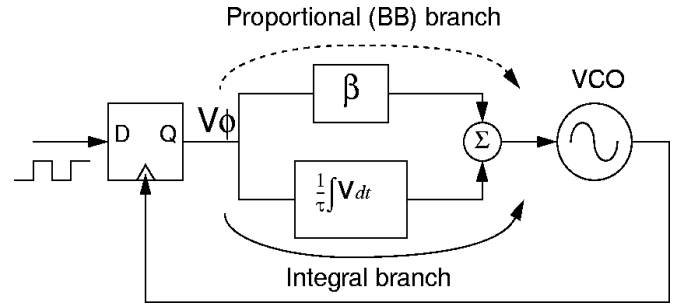 Proportional (BB) branch
VCO
β
D Q
Vϕ
Σ
1/τ ∫V dt
Integral branch